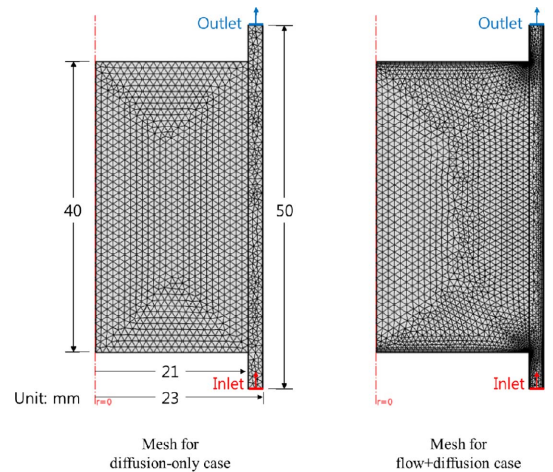 Outlet
Outlet
40
50
21
Inlet
Inlet
Unit: mm
r=0
23
r=0
Mesh for
diffusion-only case
Mesh for
flow+diffusion case